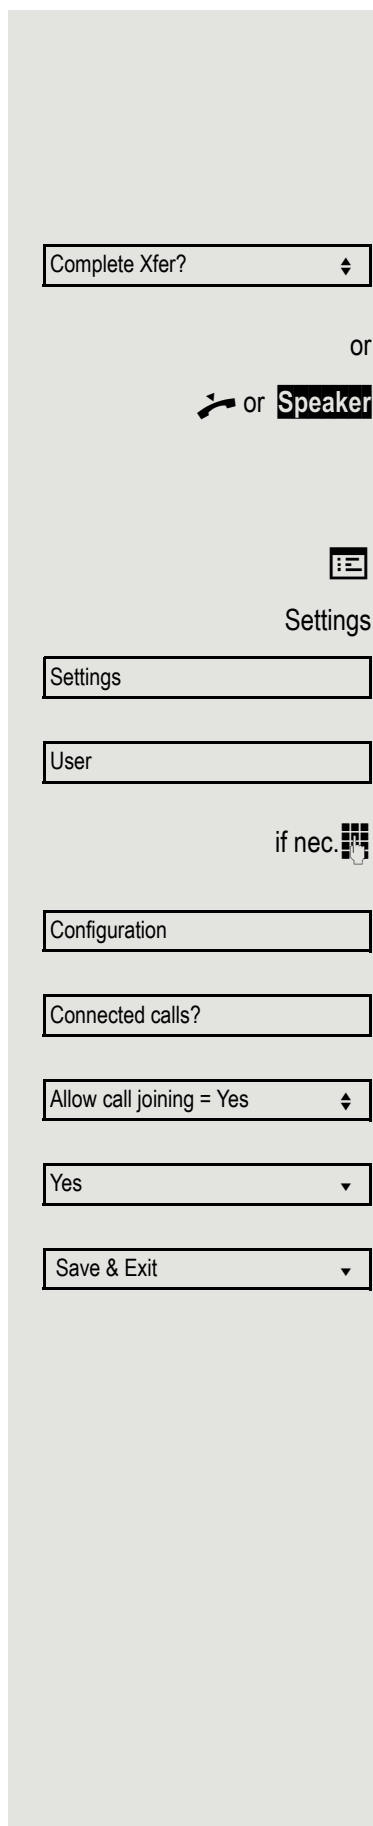 Complete Xfer?
or
or Speaker
Settings
Settings
User
if nec.
Configuration
Connected calls?
Allow call joining = Yes
Yes
Save & Exit